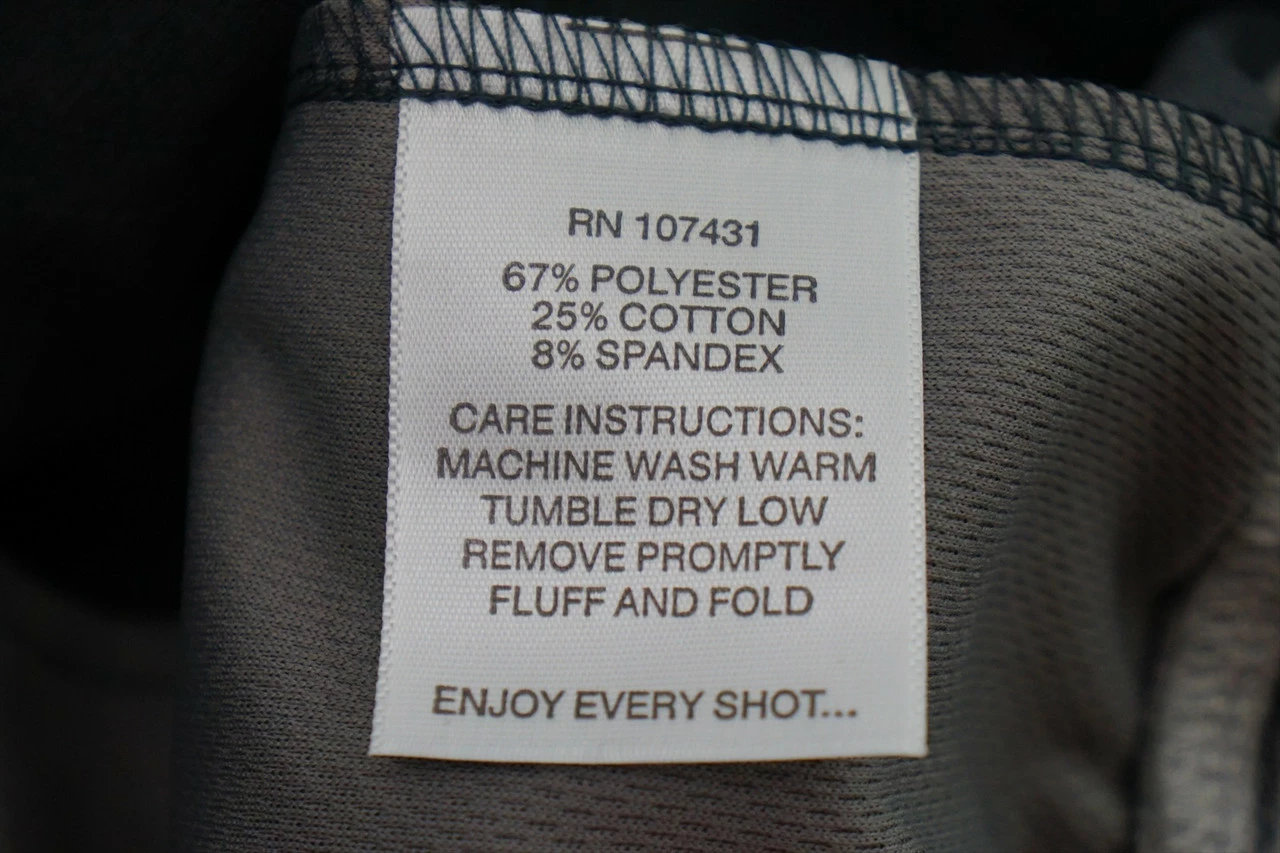 RN 107431
67% POLYESTER
25% COTTON
8% SPANDEX
CARE INSTRUCTIONS:
MACHINE WASH WARM
TUMBLE DRY LOW
REMOVE PROMPTLY
FLUFF AND FOLD
ENJOY EVERY SHOT...